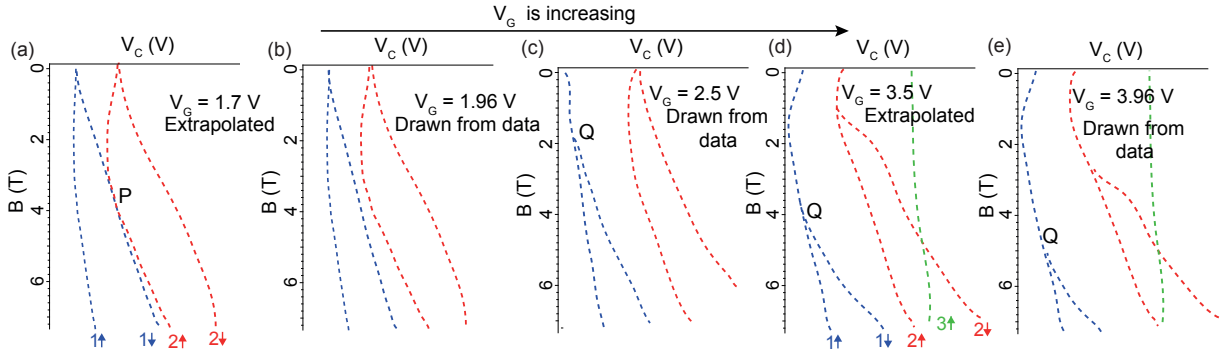 V_G is increasing
(a)
V_C (V)
0
2
4
6
B (T)
V_G = 1.7 V
Extrapolated
P
1↑
1↓
2↑
2↓
(b)
V_C (V)
0
2
4
6
V_G = 1.96 V
Drawn from data
(c)
V_C (V)
0
2
4
6
B (T)
V_G = 2.5 V
Drawn from
data
Q
(d)
V_C (V)
0
2
4
6
B (T)
V_G = 3.5 V
Extrapolated
Q
1↑
1↓
2↑
3↑
2↓
(e)
V_C (V)
0
2
4
6
B (T)
V_G = 3.96 V
Drawn from
data
Q